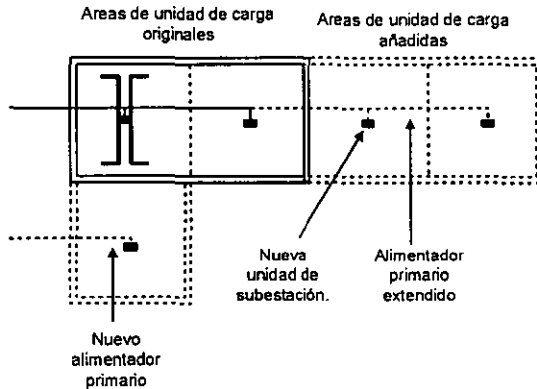 Areas de unidad de carga
originales
Areas de unidad de carga
añadidas
Nueva
unidad de
subestación.
Alimentador
primario
extendido
Nuevo
alimentador
primario